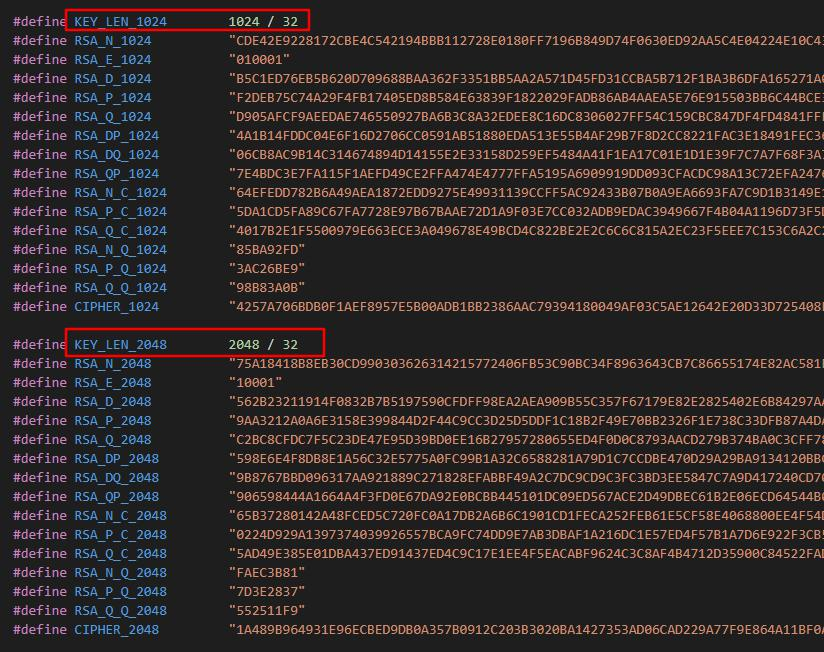 #define KEY_LEN_1024 1024 / 32
#define RSA_N_1024 "CDE42E9228172CBE4C542194BBB112728E0180FF7196B849D74F0630ED92AA5C4E04224E10C43
#define RSA_E_1024 "010001"
#define RSA_D_1024 "B5C1ED76EB5B620D709688BAA362F3351BB5AA2A571D45FD31CCBA5B712F1BA3B6DFA165271A
#define RSA_P_1024 "F2DEB75C74A29F4FB17405ED8B584E63839F1822029FADB86AB4AAEA5E76E915503BB6C44BCE
#define RSA_Q_1024 "D905AFCF9AEEDAE746550927BA6B3C8A32EDEE8C16DC8306027FF54C159CBC847DF4FD4841FF
#define RSA_DP_1024 "4A1B14FDDC04E6F16D2706CC0591AB51880EDA513E55B4AF29B7F8D2CC8221FAC3E18491FEC3
#define RSA_DQ_1024 "06CB8AC9B14C314674894D14155E2E33158D259EF5484A41F1EA17C01E1D1E39F7C7A7F68F3A
#define RSA_QP_1024 "7E4BDC3E7FA115F1AEFD49CE2FFA474E4777FFA5195A6909919DD093CFACDC98A13C72EFA247
#define RSA_N_C_1024 "64EFEDD782B6A49AEA1872EDD9275E49931139CCFF5AC92433B07B0A9EA6693FA7C9D1B3149E
#define RSA_P_C_1024 "5DA1CD5FA89C67FA7728E97B67BAAE72D1A9F03E7CC032ADB9EDAC3949667F4B04A1196D73F5
#define RSA_Q_C_1024 "4017B2E1F5500979E663ECE3A049678E49BCD4C822BE2E2C6C6C815A2EC23F5EEE7C153C6A2C
#define RSA_N_Q_1024 "85BA92FD"
#define RSA_P_Q_1024 "3AC26BE9"
#define RSA_Q_Q_1024 "98B83A0B"
#define CIPHER_1024 "4257A706BDB0F1AEF8957E5B00ADB1BB2386AAC79394180049AF03C5AE12642E20D33D725408
#define KEY_LEN_2048 2048 / 32
#define RSA_N_2048 "75A18418B8EB30CD990303626314215772406FB53C90BC34F8963643CB7C86655174E82AC581
#define RSA_E_2048 "10001"
#define RSA_D_2048 "562B23211914F0832B7B5197590CFDFF98EA2AEA909B55C357F67179E82E2825402E6B84297A
#define RSA_P_2048 "9AA3212A0A6E3158E399844D2F44C9CC3D25D5DDF1C18B2F49E70BB2326F1E738C33DFB87A4D
#define RSA_Q_2048 "C2BC8CFDC7F5C23DE47E95D39BD0EE16B27957280655ED4F0D0C8793AACD279B374BA0C3CFF7
#define RSA_DP_2048 "598E6E4F8DB8E1A56C32E5775A0FC99B1A32C6588281A79D1C7CCDBE470D29A29BA9134120BB
#define RSA_DQ_2048 "9B8767BBD096317AA921889C271828EFABBF49A2C7DC9CD9C3FC3BD3EE5847C7A9D417240CD7
#define RSA_QP_2048 "906598444A1664A4F3FD0E67DA92E0BCBB445101DC09ED567ACE2D49DBEC61B2E06ECD64544B
#define RSA_N_C_2048 "65B37280142A48FCED5C720FC0A17DB2A6B6C1901CD1FECA252FEB61E5CF58E4068800EE4F54
#define RSA_P_C_2048 "0224D929A1397374039926557BCA9FC74DD9E7AB3DBAF1A216DC1E57ED4F57B1A7D6E922F3CB
#define RSA_Q_C_2048 "5AD49E385E01DBA437ED91437ED4C9C17E1EE4F5EACABF9624C3C8AF4B4712D35900C84522FA
#define RSA_N_Q_2048 "FAEC3B81"
#define RSA_P_Q_2048 "7D3E2837"
#define RSA_Q_Q_2048 "552511F9"
#define CIPHER_2048 "1A489B964931E96ECBED9DB0A357B0912C203B3020BA1427353AD06CAD229A77F9E864A11BF0